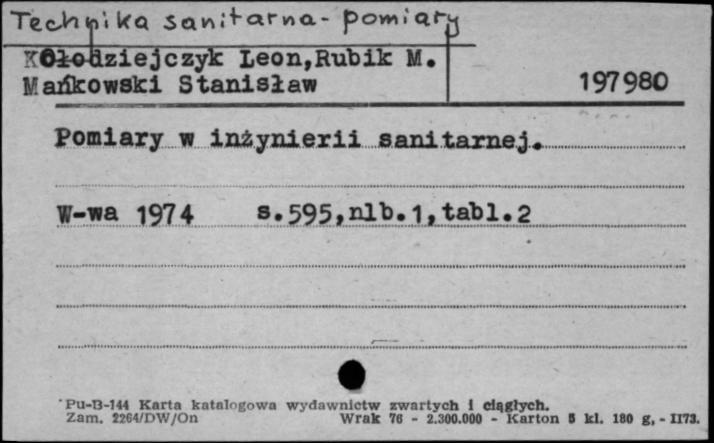 Technika sanitarna - pomiary
Kołodziejczyk Leon,Rubik M.
Mańkowski Stanisław 197980
Pomiary w inżynierii sanitarnej.
W-wa 1974 s.595,nlb.1,tabl.2
Pu-B-144 Karta katalogowa wydawnictw zwartych i ciągłych.
Zam. 2264/DW/On Wrak 76 - 2.300.000 - Karton 5 kl. 180 g. - II73.